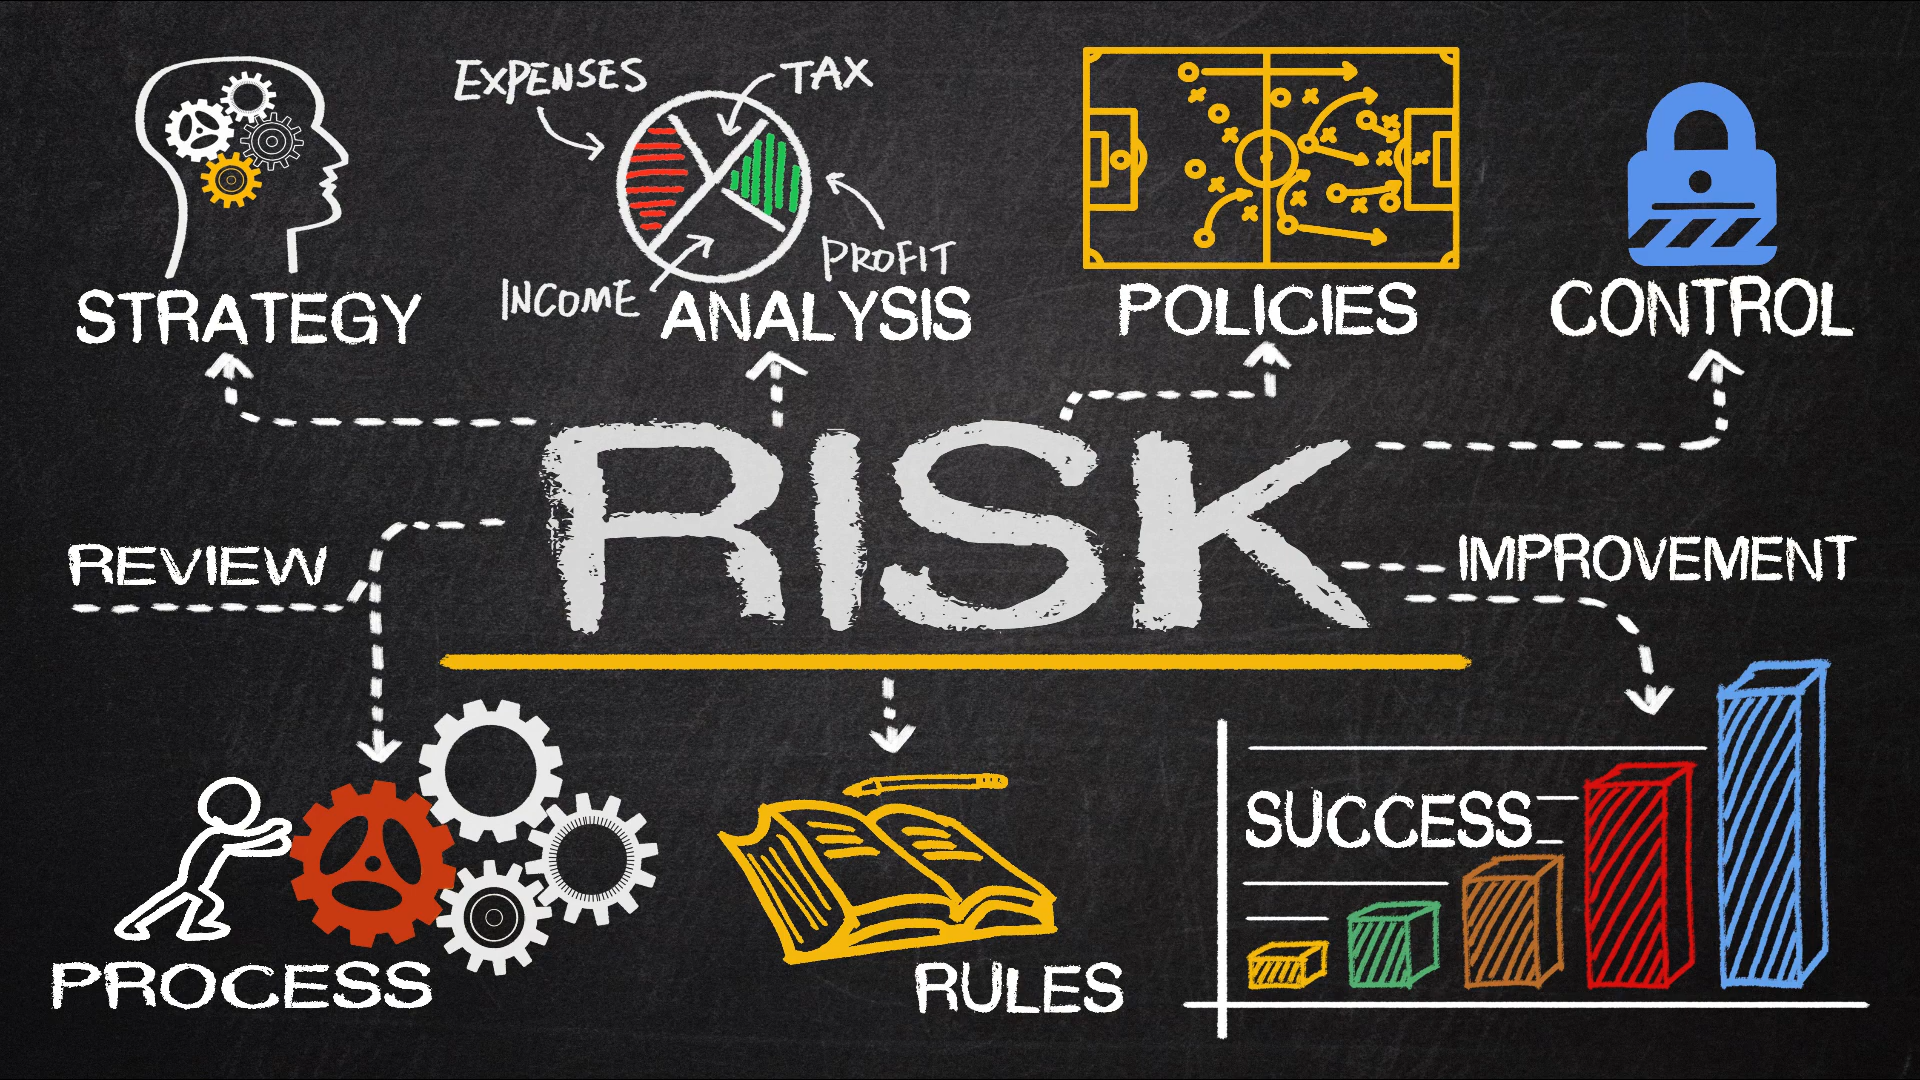 EXPENSES
TAX
PROFIT
INCOME
STRATEGY
ANALYSIS
POLICIES
CONTROL
RISK
REVIEW
IMPROVEMENT
SUCCESS
PROCESS
RULES